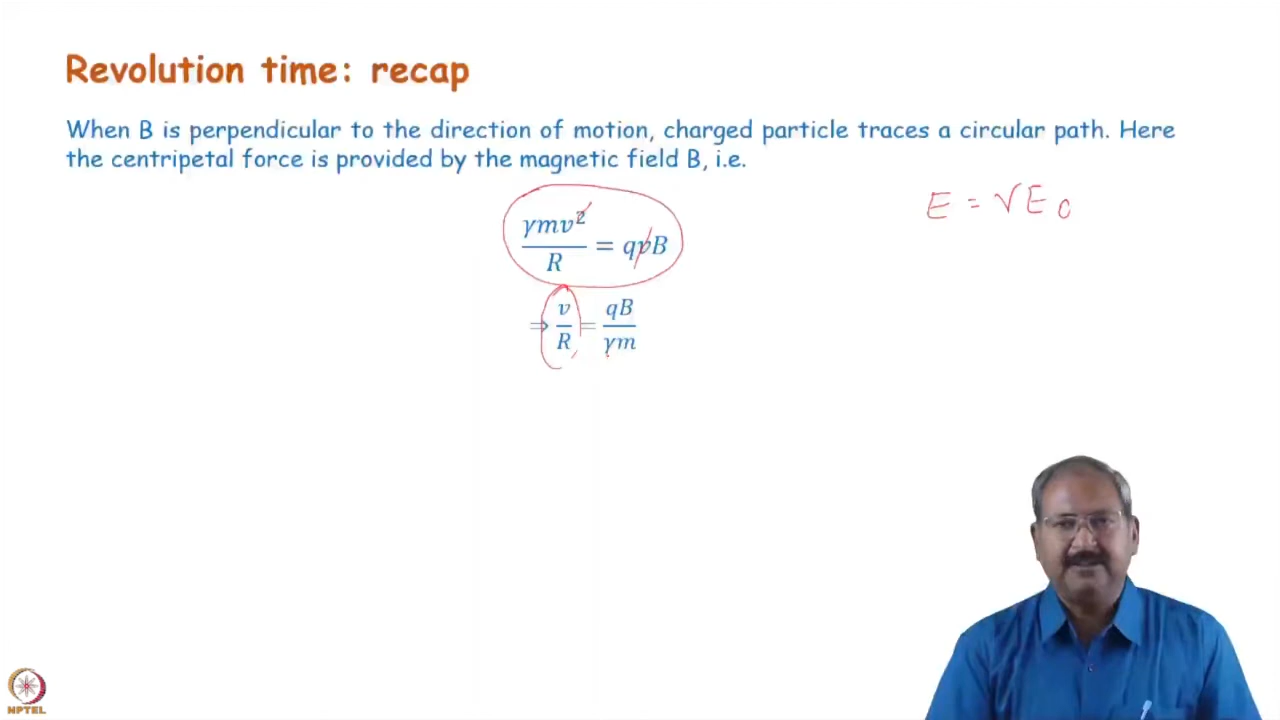 Revolution time: recap
When B is perpendicular to the direction of motion, charged particle traces a circular path. Here
the centripetal force is provided by the magnetic field B, i.e.
E = γE₀
γmv²/R = qvB
⇒ v/R = qB/γm
NPTEL